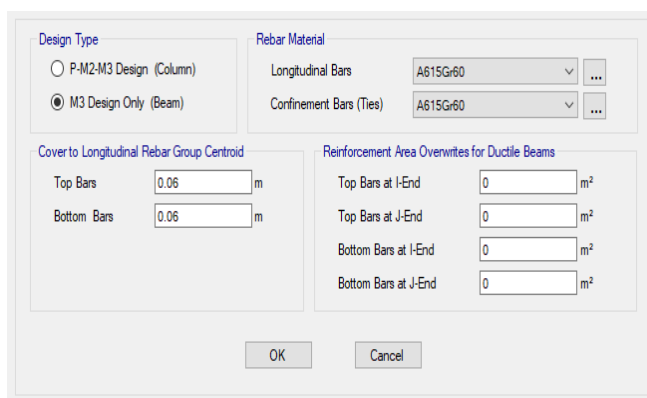 Design Type
P-M2-M3 Design (Column)
M3 Design Only (Beam)
Rebar Material
Longitudinal Bars A615Gr60 ...
Confinement Bars (Ties) A615Gr60 ...
Cover to Longitudinal Rebar Group Centroid
Top Bars 0.06 m
Bottom Bars 0.06 m
Reinforcement Area Overwrites for Ductile Beams
Top Bars at I-End 0 m²
Top Bars at J-End 0 m²
Bottom Bars at I-End 0 m²
Bottom Bars at J-End 0 m²
OK Cancel